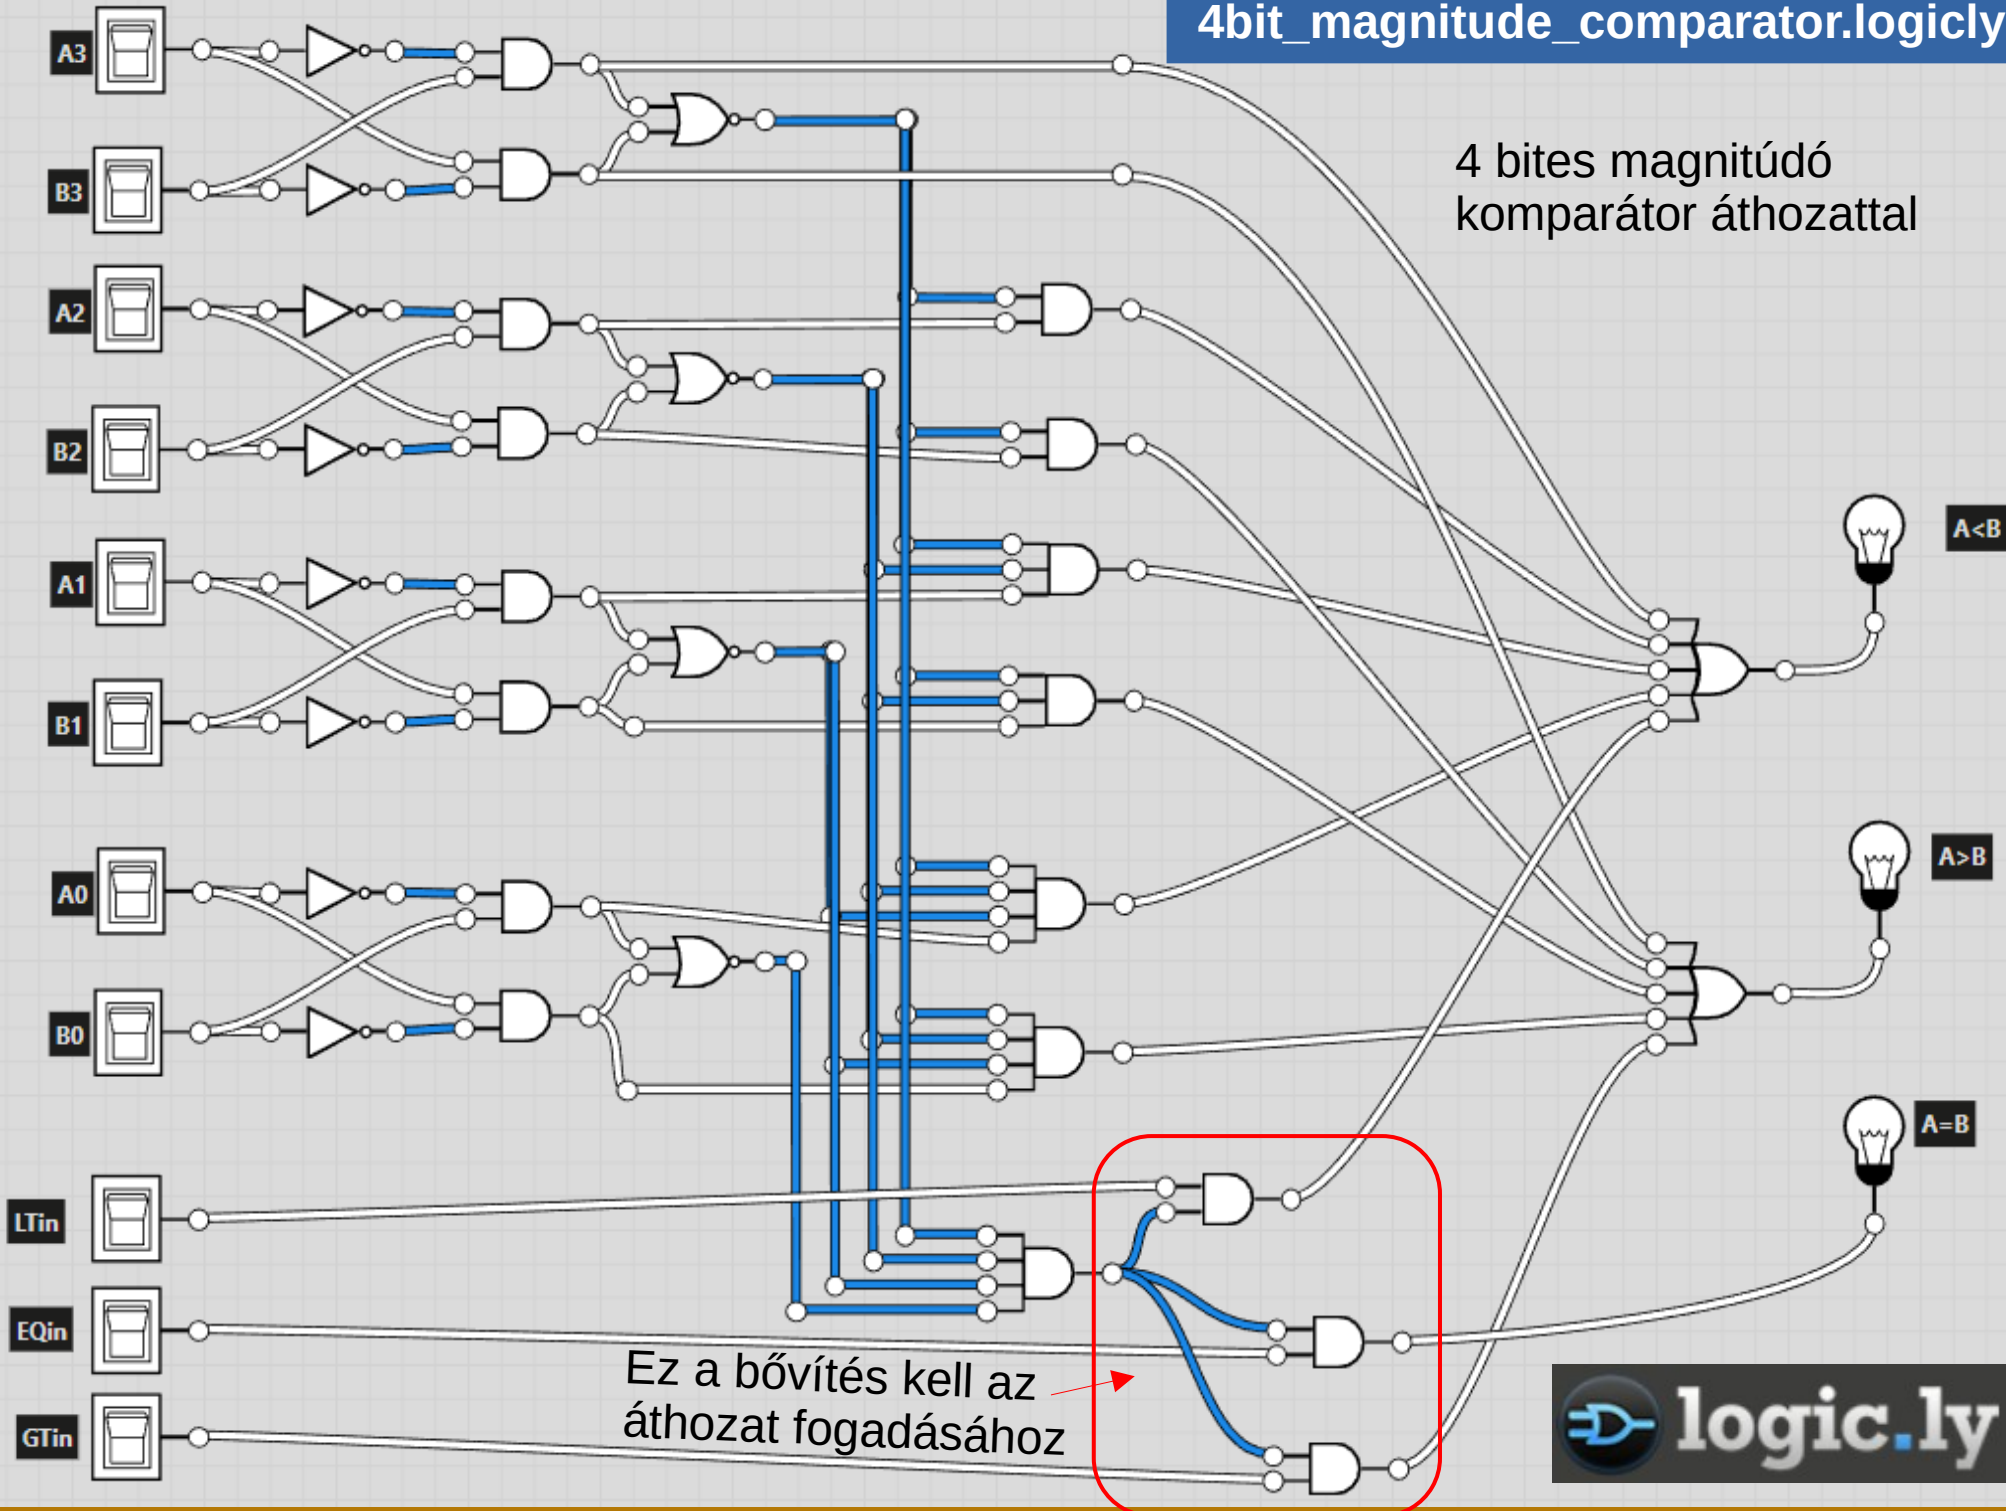 4bit_magnitude_comparator.logicly
A3
4 bites magnitúdó
komparátor áthozattal
B3
A2
B2
A<B
A1
B1
A>B
A0
B0
A=B
LTin
EQin
Ez a bővítés kell az
áthozat fogadásához
GTin
logic.ly